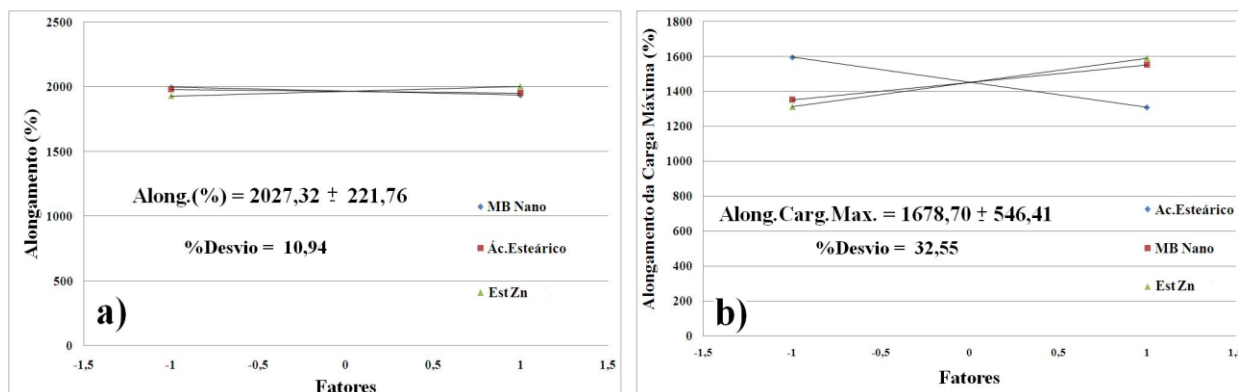 a)
Alongamento (%)
2500
2000
1500
1000
500
0
-1,5
-1
-0,5
0
0,5
1
1,5
Fatores
Along.(%) = 2027,32 ± 221,76
%Desvio = 10,94
MB Nano
Ác.Esteárico
Est Zn
b)
Alongamento da Carga Máxima (%)
1800
1600
1400
1200
1000
800
600
400
200
0
-1,5
-1
-0,5
0
0,5
1
1,5
Fatores
Along.Carg.Max. = 1678,70 ± 546,41
%Desvio = 32,55
Ac.Esteárico
MB Nano
Est Zn